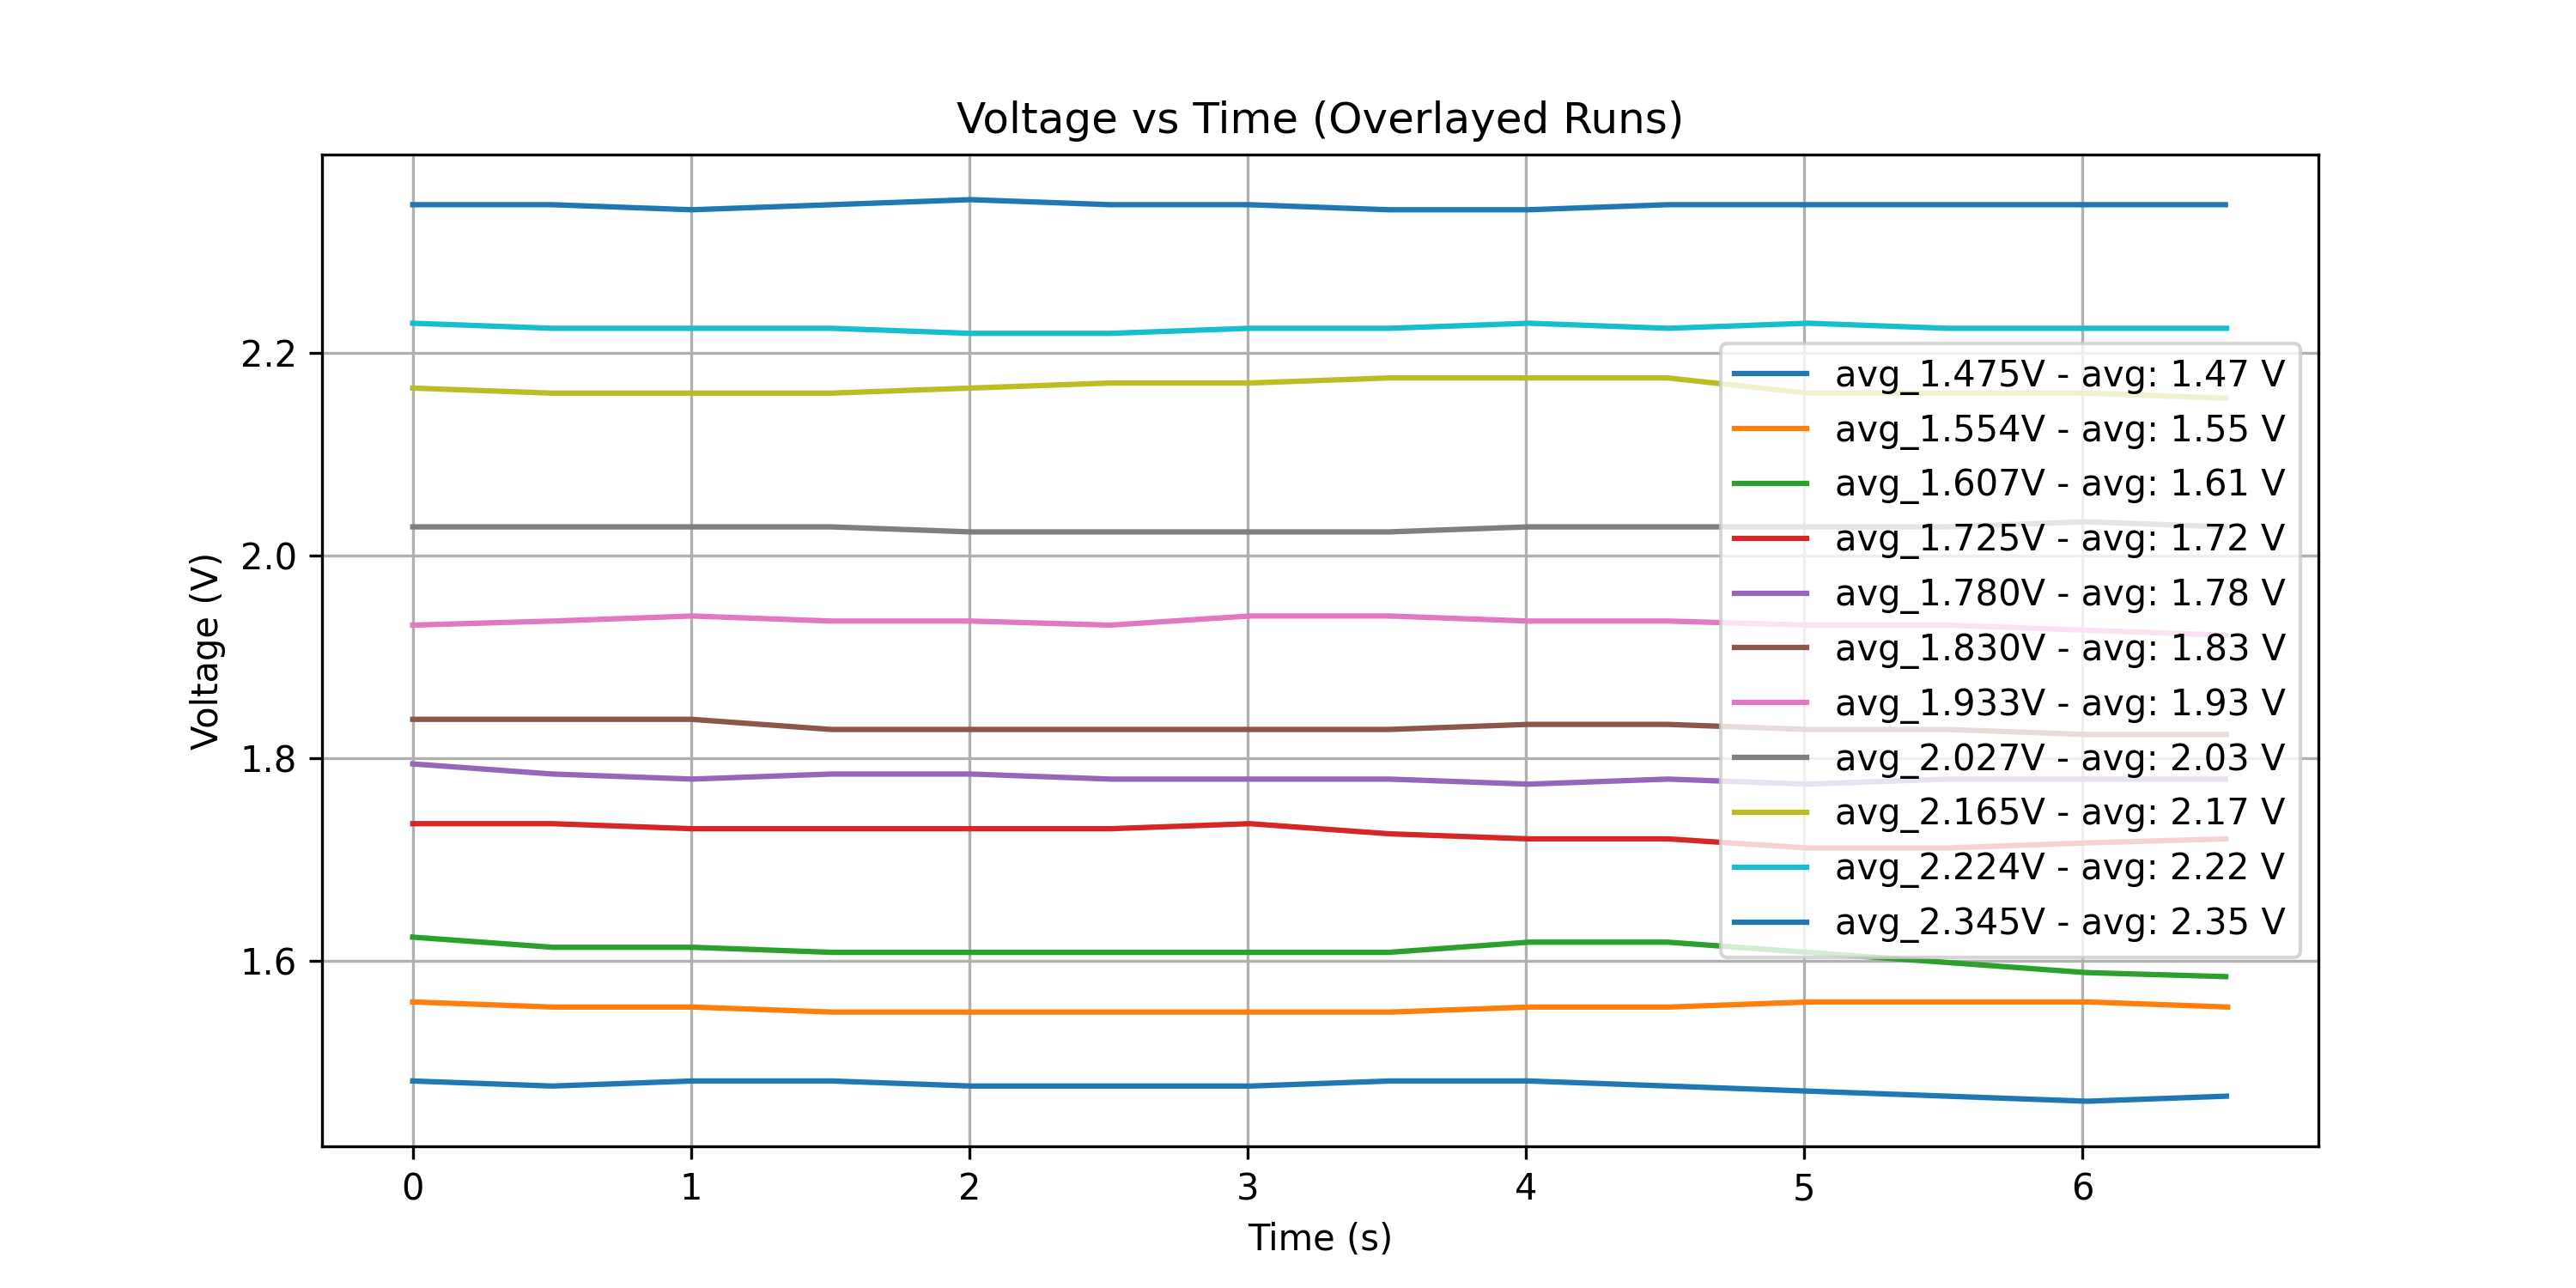 Voltage vs Time (Overlayed Runs)
Voltage (V)
2.2
2.0
1.8
1.6
avg_1.475V - avg: 1.47 V
avg_1.554V - avg: 1.55 V
avg_1.607V - avg: 1.61 V
avg_1.725V - avg: 1.72 V
avg_1.780V - avg: 1.78 V
avg_1.830V - avg: 1.83 V
avg_1.933V - avg: 1.93 V
avg_2.027V - avg: 2.03 V
avg_2.165V - avg: 2.17 V
avg_2.224V - avg: 2.22 V
avg_2.345V - avg: 2.35 V
0 1 2 3 4 5 6
Time (s)